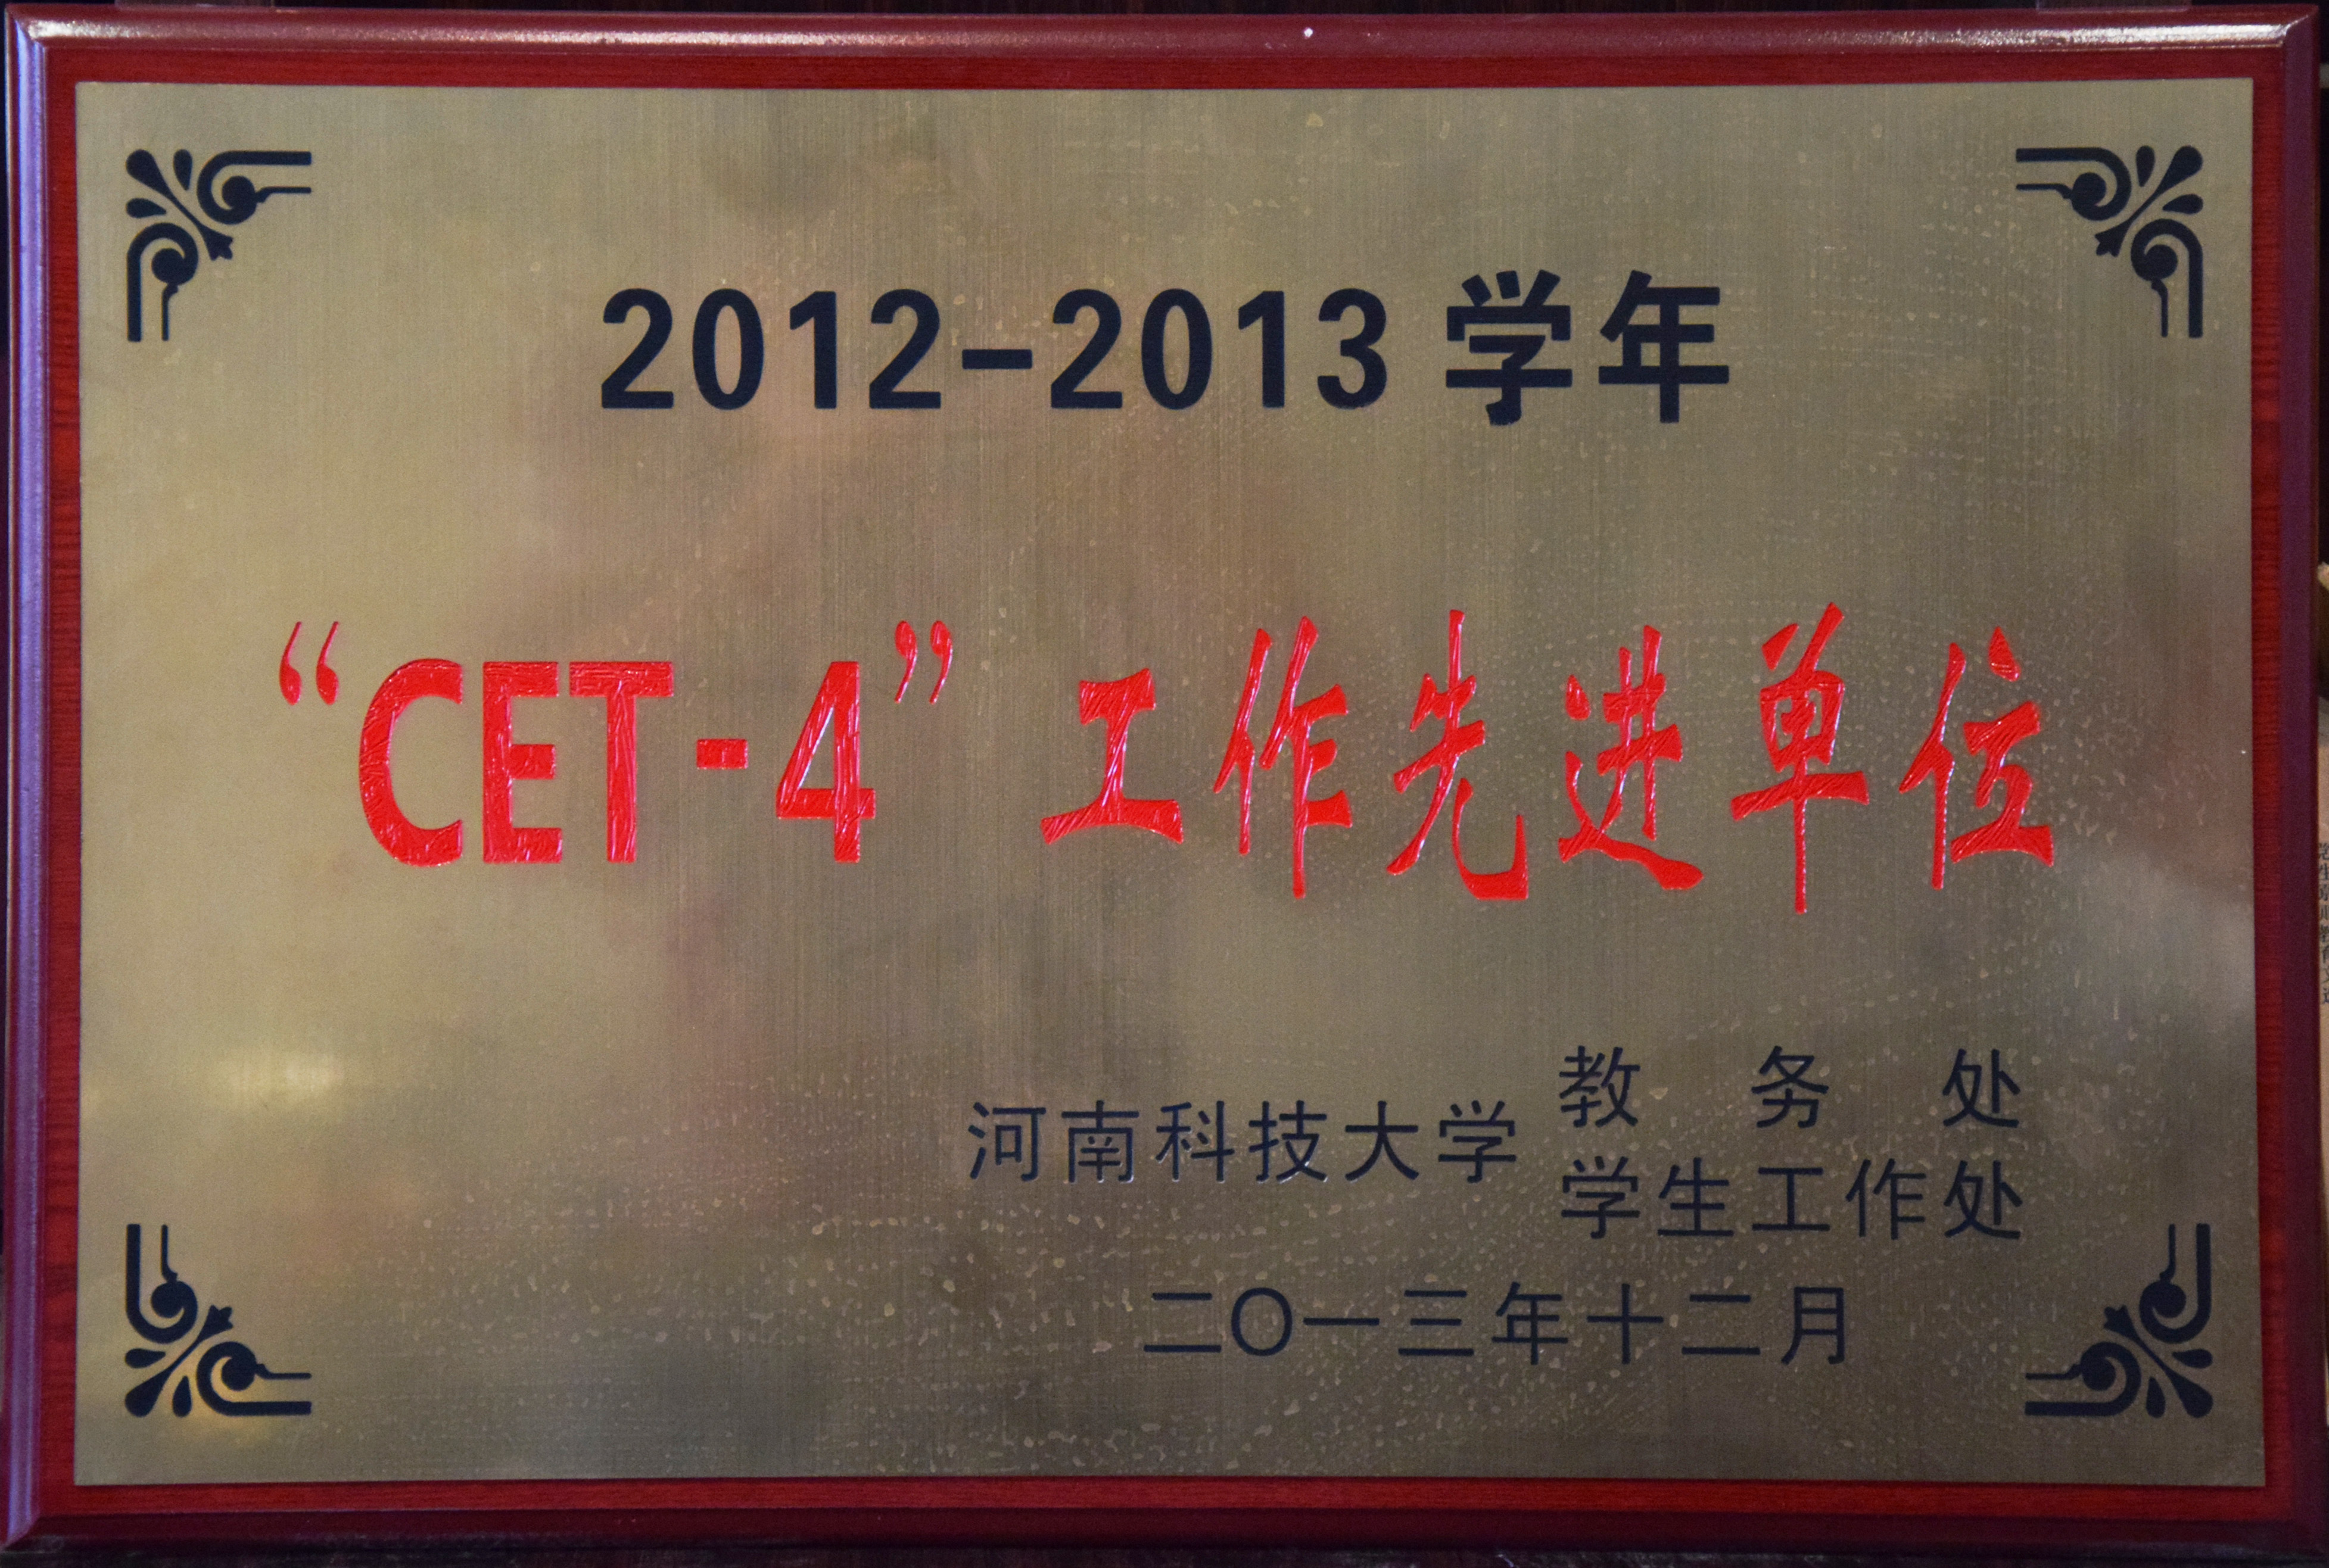 2012-2013学年
“CET-4”工作先进单位
河南科技大学
教务处
学生工作处
二〇一三年十二月